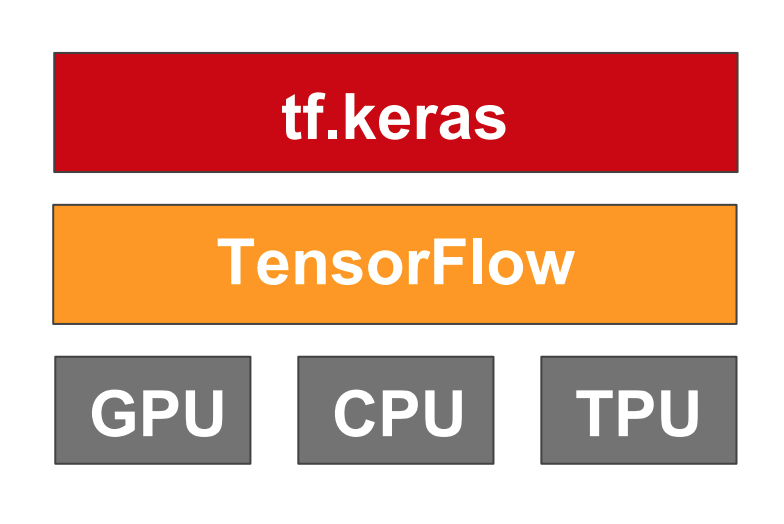 tf.keras
TensorFlow
GPU CPU TPU